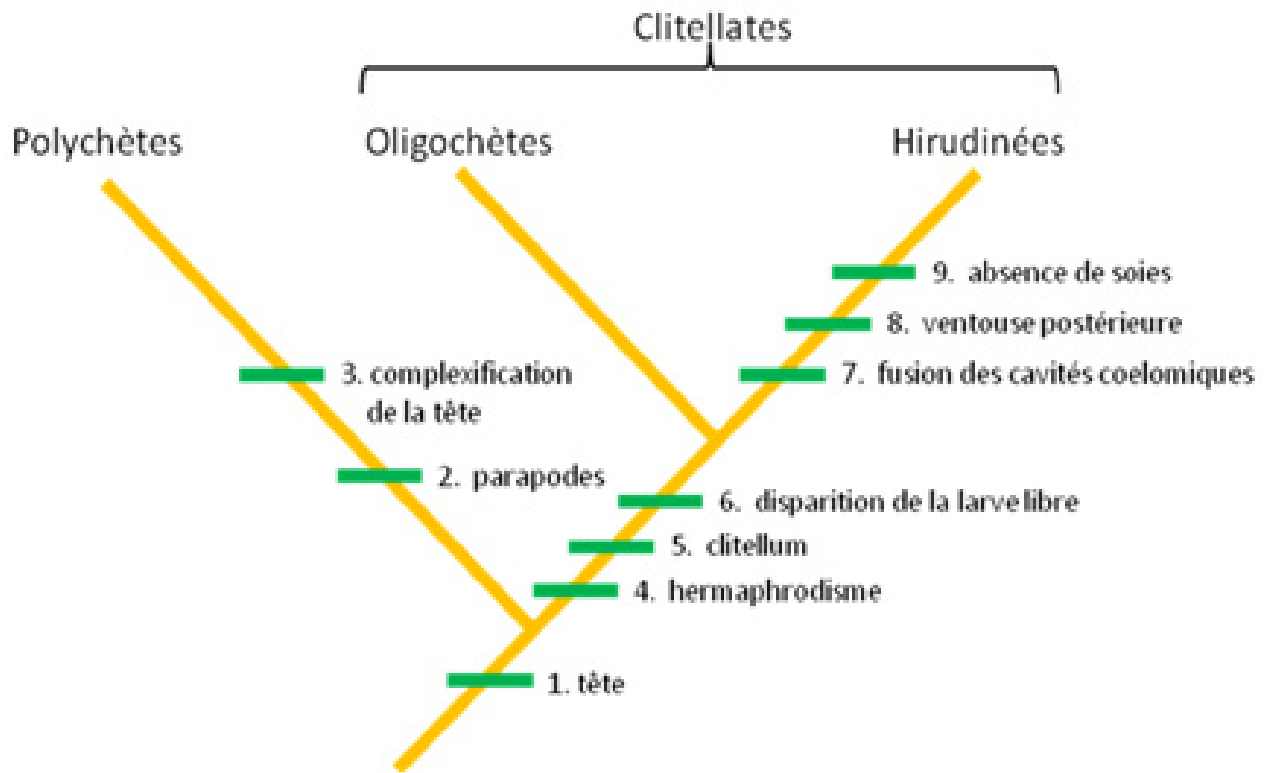 Clitellates
Polychètes
Oligochètes
Hirudinées
9. absence de soies
8. ventouse postérieure
7. fusion des cavités coelomiques
3. complexification
de la tête
2. parapodes
6. disparition de la larve libre
5. clitellum
4. hermaphrodisme
1. tête